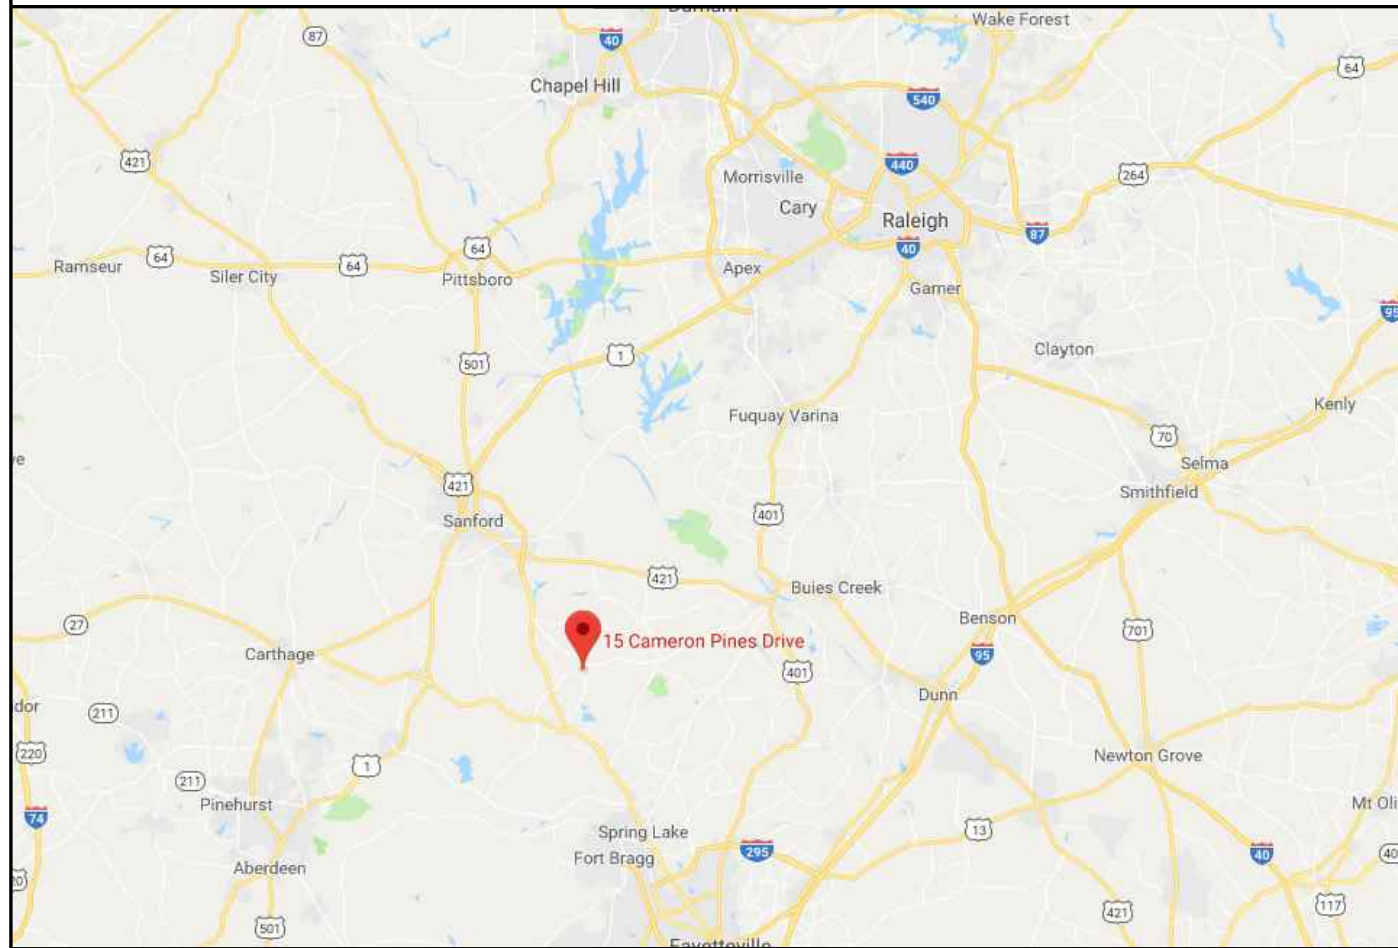 Durham
Wake Forest
87
40
64
Chapel Hill
540
421
440
Morrisville
264
Cary
Raleigh
87
40
64
64
64
Ramseur
Siler City
Pittsboro
Apex
Garner
95
1
501
Clayton
Kenly
Fuquay Varina
70
421
Selma
Smithfield
401
Sanford
421
Buies Creek
27
Benson
701
15 Cameron Pines Drive
Carthage
95
401
Dunn
211
220
Newton Grove
1
211
Pinehurst
74
Mt Oli
Spring Lake
13
Fort Bragg
295
40
Aberdeen
117
421
501
Fayetteville